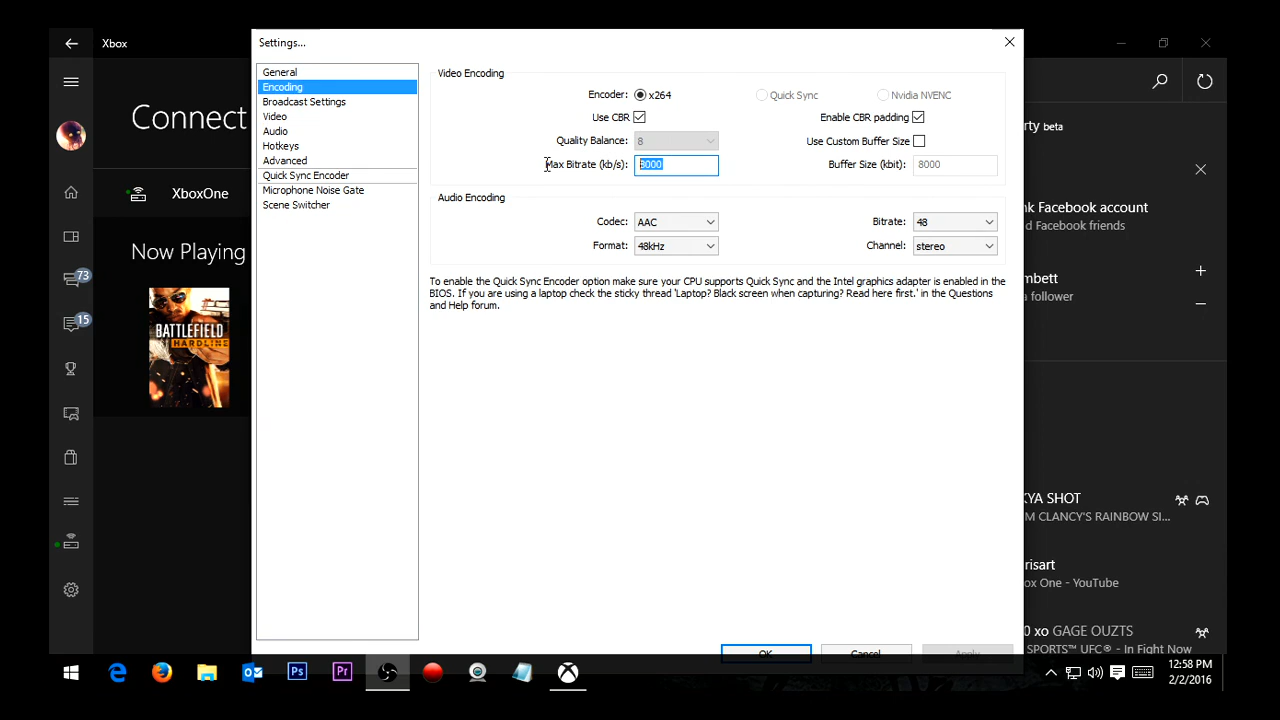 Xbox
Settings...
Connect
XboxOne
Now Playing
BATTLEFIELD
HARDLINE
73
15
General
Encoding
Broadcast Settings
Video
Audio
Hotkeys
Advanced
Quick Sync Encoder
Microphone Noise Gate
Scene Switcher
Video Encoding
Encoder: x264 Quick Sync Nvidia NVENC
Use CBR Enable CBR padding
Quality Balance: 8 Use Custom Buffer Size
Max Bitrate (kb/s): 8000 Buffer Size (kbit): 8000
Audio Encoding
Codec: AAC Bitrate: 48
Format: 48kHz Channel: stereo
To enable the Quick Sync Encoder option make sure your CPU supports Quick Sync and the Intel graphics adapter is enabled in the
BIOS. If you are using a laptop check the sticky thread 'Laptop? Black screen when capturing? Read here first.' in the Questions
and Help forum.
OK Cancel Apply
rty beta
nk Facebook account
d Facebook friends
mbett
a follower
KYA SHOT
M CLANCY'S RAINBOW SI...
risart
ox One - YouTube
0 xo GAGE OUZTS
SPORTS™ UFC® - In Fight Now
Ps
Pr
12:58 PM
2/2/2016